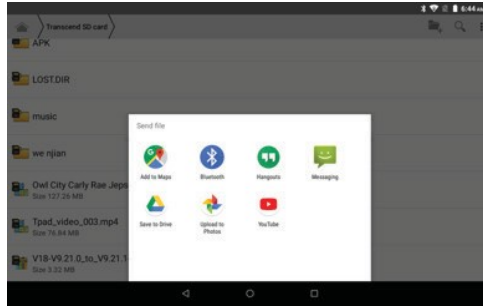 6:44 AM
Transcend SD card
APK
LOST.DIR
music
we njian
Owl City Carly Rae Jeps
Size 127.26 MB
Tpad_video_003.mp4
Size 76.84 MB
V18-V9.21.0_to_V9.21.1
Size 3.22 MB
Send file
Add to Maps
Bluetooth
Hangouts
Messaging
Save to Drive
Upload to
Photos
YouTube